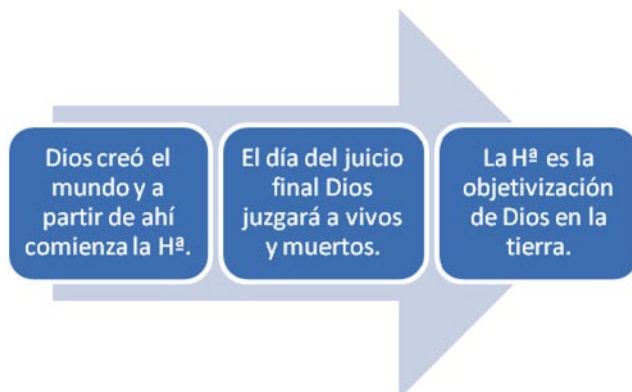 Dios creó el
mundo y a
partir de ahí
comienza la Hª.
El día del juicio
final Dios
juzgará a vivos
y muertos.
La Hª es la
objetivización
de Dios en la
tierra.